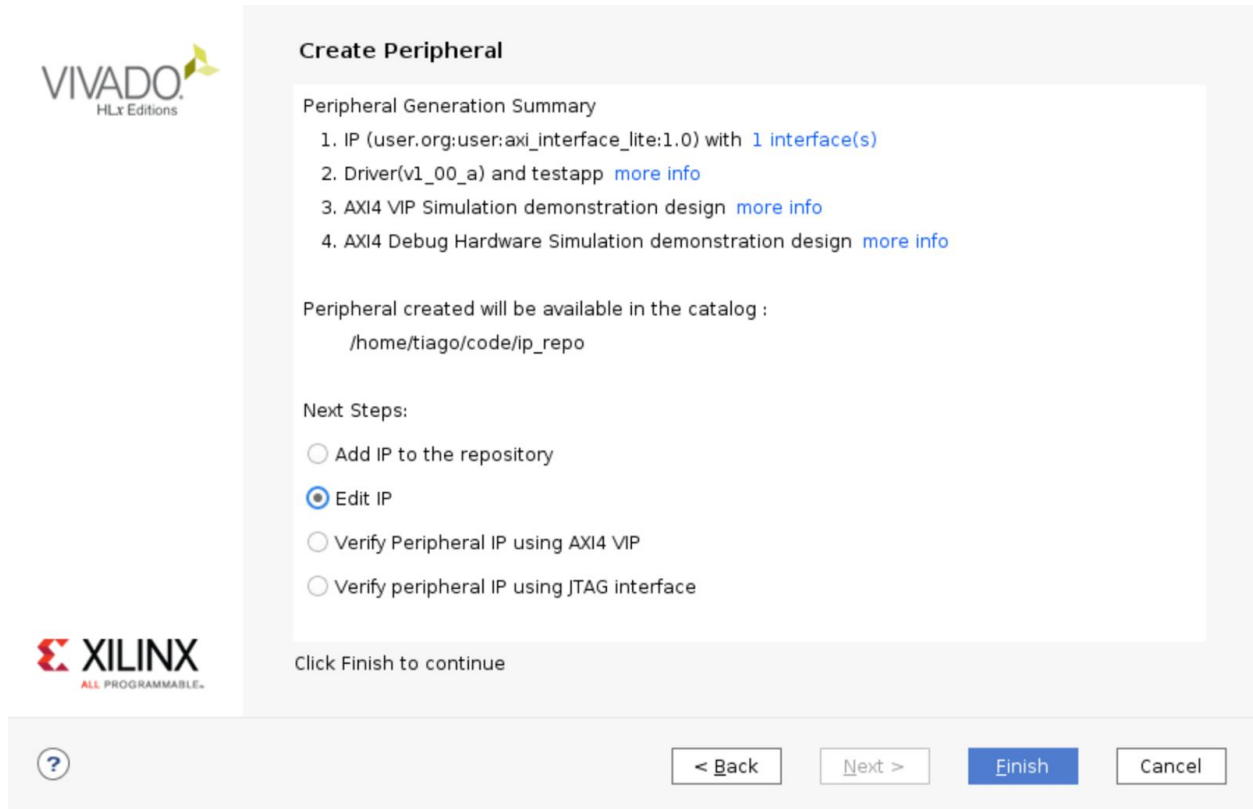 VIVADO.
HLx Editions
Create Peripheral
Peripheral Generation Summary
1. IP (user.org:user:axi_interface_lite:1.0) with 1 interface(s)
2. Driver(v1_00_a) and testapp more info
3. AXI4 VIP Simulation demonstration design more info
4. AXI4 Debug Hardware Simulation demonstration design more info
Peripheral created will be available in the catalog :
/home/tiago/code/ip_repo
Next Steps:
Add IP to the repository
Edit IP
Verify Peripheral IP using AXI4 VIP
Verify peripheral IP using JTAG interface
XILINX
ALL PROGRAMMABLE™
Click Finish to continue
?
< Back
Next >
Finish
Cancel